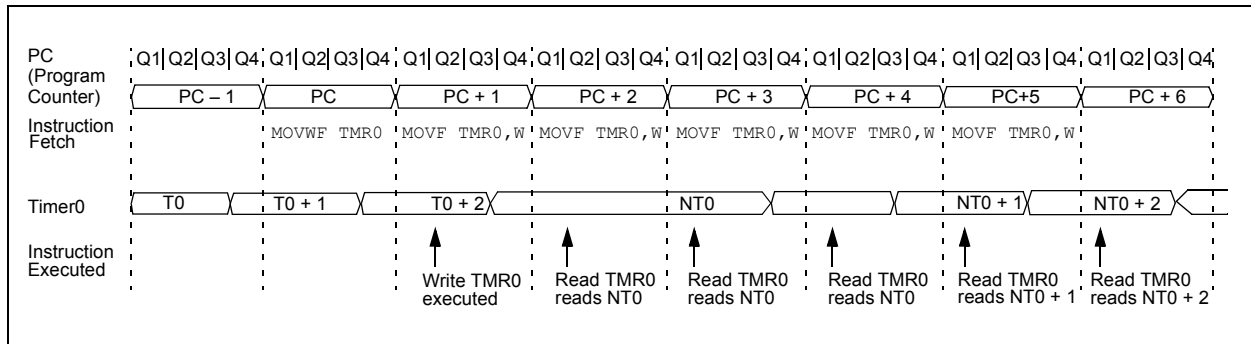 PC (Program Counter)
Q1 Q2 Q3 Q4 Q1 Q2 Q3 Q4 Q1 Q2 Q3 Q4 Q1 Q2 Q3 Q4 Q1 Q2 Q3 Q4 Q1 Q2 Q3 Q4 Q1 Q2 Q3 Q4 Q1 Q2 Q3 Q4
PC – 1 PC PC + 1 PC + 2 PC + 3 PC + 4 PC+5 PC + 6
Instruction Fetch
MOVWF TMR0 MOVF TMR0,W MOVF TMR0,W MOVF TMR0,W MOVF TMR0,W MOVF TMR0,W
Timer0 T0 T0 + 1 T0 + 2 NT0 NT0 + 1 NT0 + 2
Instruction Executed
Write TMR0 executed
Read TMR0 reads NT0
Read TMR0 reads NT0
Read TMR0 reads NT0
Read TMR0 reads NT0 + 1
Read TMR0 reads NT0 + 2